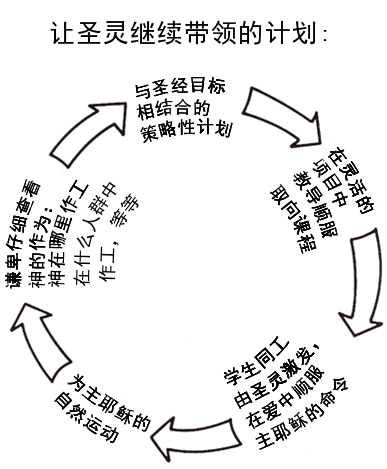 让圣灵继续带领的计划:
与圣经目标
相结合的
策略性计划
在灵活的
项目中
教导顺服
取向课程
学生同工
由圣灵激发，
在爱中顺服
主耶稣的命令
为主耶稣的
自然运动
谦卑仔细查看
神的作为：
神在哪里作工
在什么人群中
作工，等等